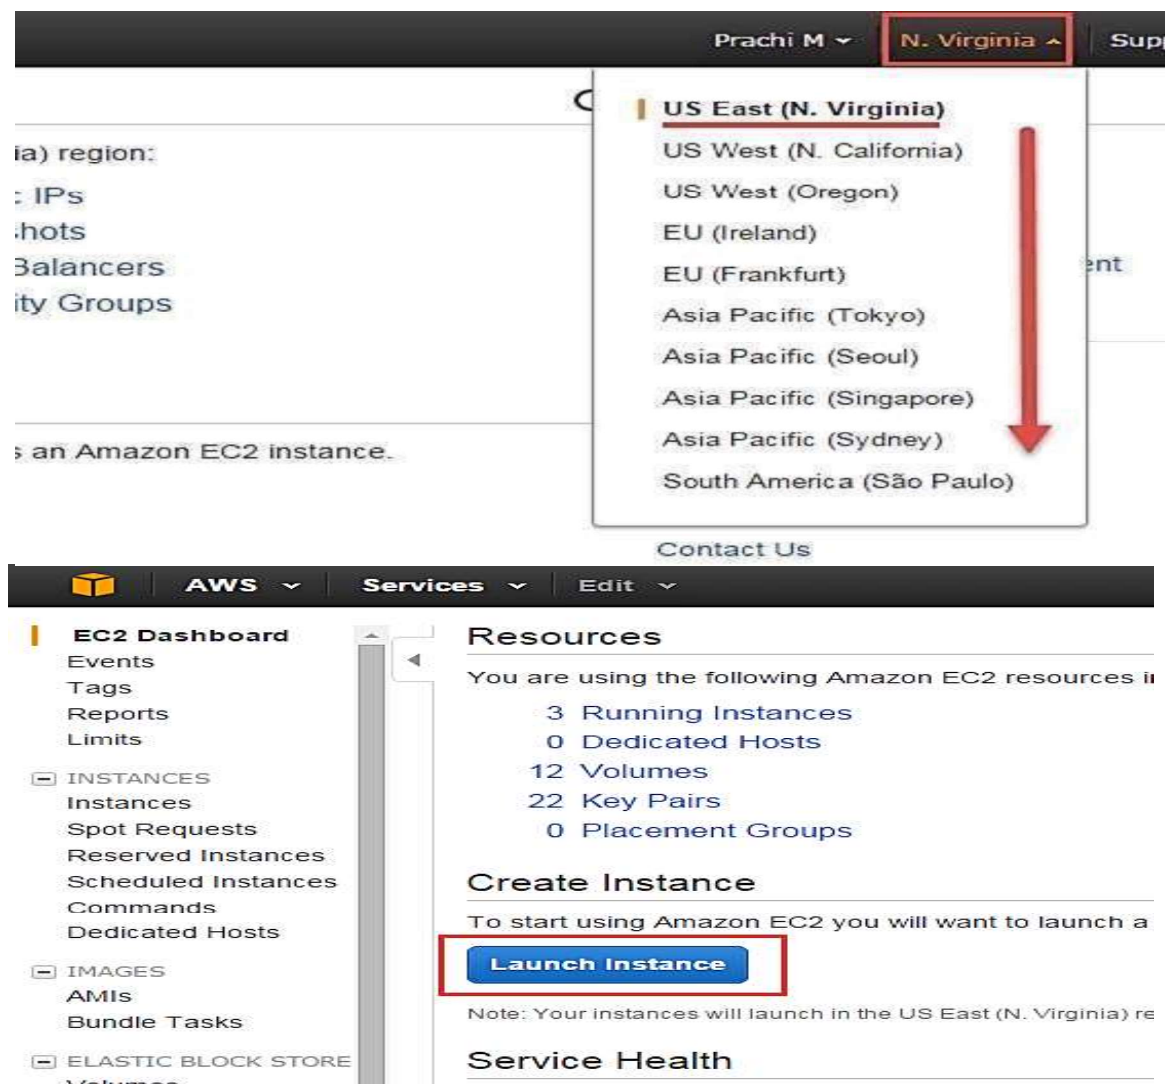 Prachi M N. Virginia Supp
US East (N. Virginia)
ia) region:
US West (N. California)
IPs
US West (Oregon)
hots
EU (Ireland)
Balancers
EU (Frankfurt)
ent
ity Groups
Asia Pacific (Tokyo)
Asia Pacific (Seoul)
Asia Pacific (Singapore)
Asia Pacific (Sydney)
s an Amazon EC2 instance.
South America (São Paulo)
Contact Us
AWS Services Edit
EC2 Dashboard
Events
Tags
Reports
Limits
INSTANCES
Instances
Spot Requests
Reserved Instances
Scheduled Instances
Commands
Dedicated Hosts
IMAGES
AMIs
Bundle Tasks
ELASTIC BLOCK STORE
Volumes
Resources
You are using the following Amazon EC2 resources i
3 Running Instances
0 Dedicated Hosts
12 Volumes
22 Key Pairs
0 Placement Groups
Create Instance
To start using Amazon EC2 you will want to launch a
Launch Instance
Note: Your instances will launch in the US East (N. Virginia) re
Service Health